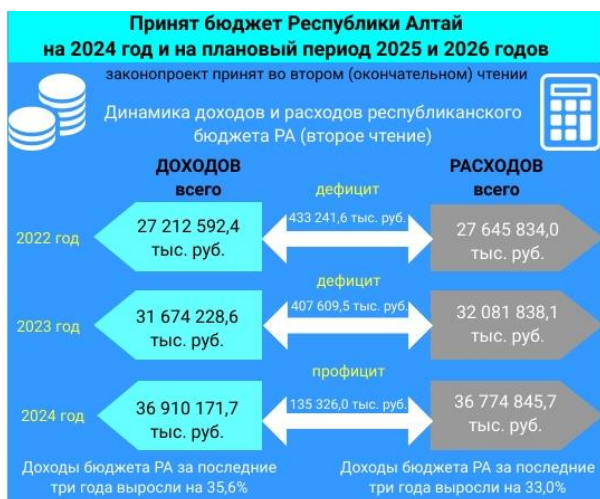 Принят бюджет Республики Алтай
на 2024 год и на плановый период 2025 и 2026 годов
законопроект принят во втором (окончательном) чтении
Динамика доходов и расходов республиканского
бюджета РА (второе чтение)
ДОХОДОВ
всего
РАСХОДОВ
всего
дефицит
2022 год
27 212 592,4
тыс. руб.
433 241,6 тыс. руб.
27 645 834,0
тыс. руб.
дефицит
2023 год
31 674 228,6
тыс. руб.
407 609,5 тыс. руб.
32 081 838,1
тыс. руб.
профицит
2024 год
36 910 171,7
тыс. руб.
135 326,0 тыс. руб.
36 774 845,7
тыс. руб.
Доходы бюджета РА за последние
три года выросли на 35,6%
Доходы бюджета РА за последние
три года выросли на 33,0%